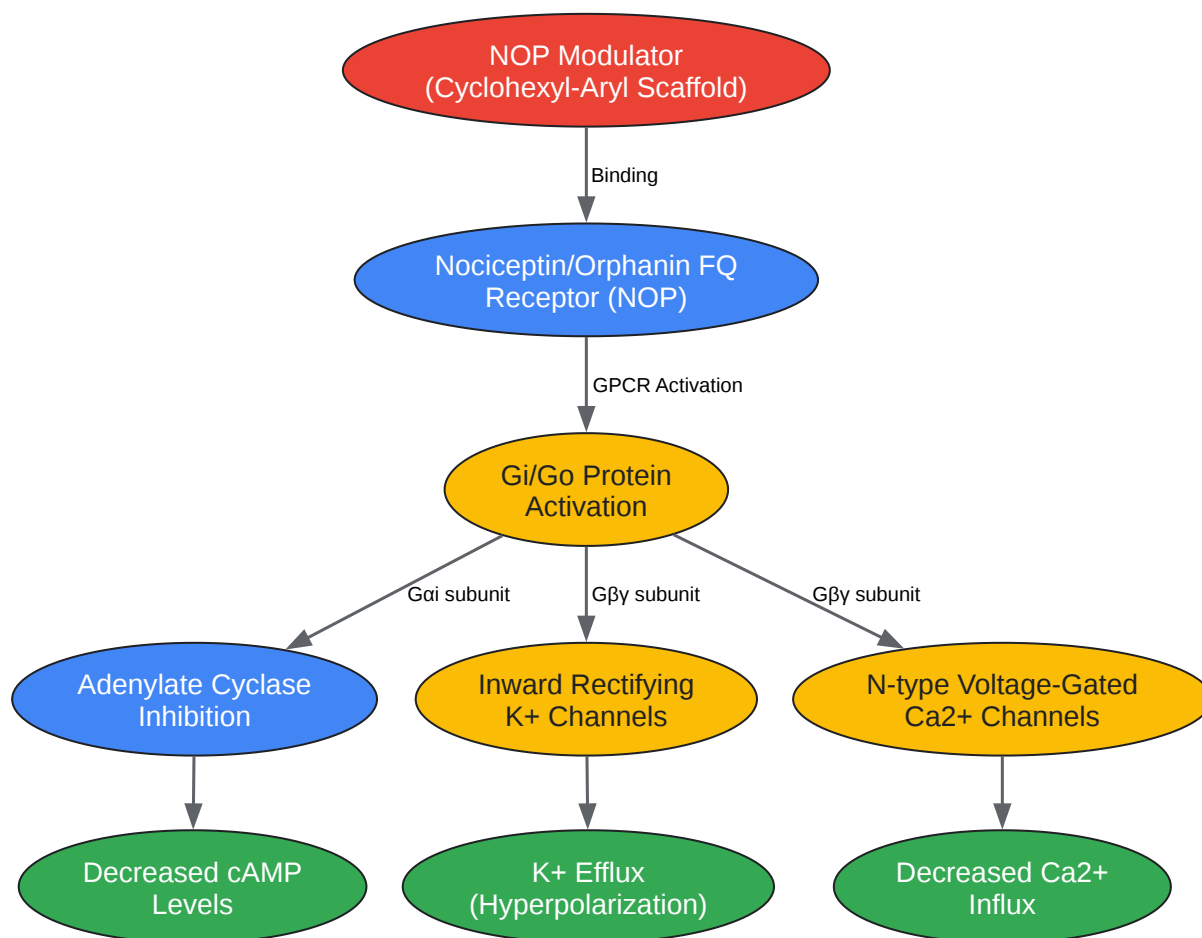 NOP Modulator
(Cyclohexyl-Aryl Scaffold)
Binding
Nociceptin/Orphanin FQ
Receptor (NOP)
GPCR Activation
Gi/Go Protein
Activation
Gαi subunit
Gβγ subunit
Gβγ subunit
Adenylate Cyclase
Inhibition
Inward Rectifying
K+ Channels
N-type Voltage-Gated
Ca2+ Channels
Decreased cAMP
Levels
K+ Efflux
(Hyperpolarization)
Decreased Ca2+
Influx